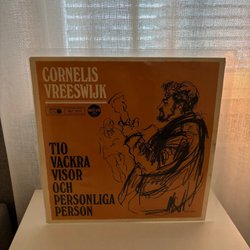 CORNELIS
VREESWIJK
TIO
VACKRA
VISOR
OCH
PERSONLIGA
PERSON